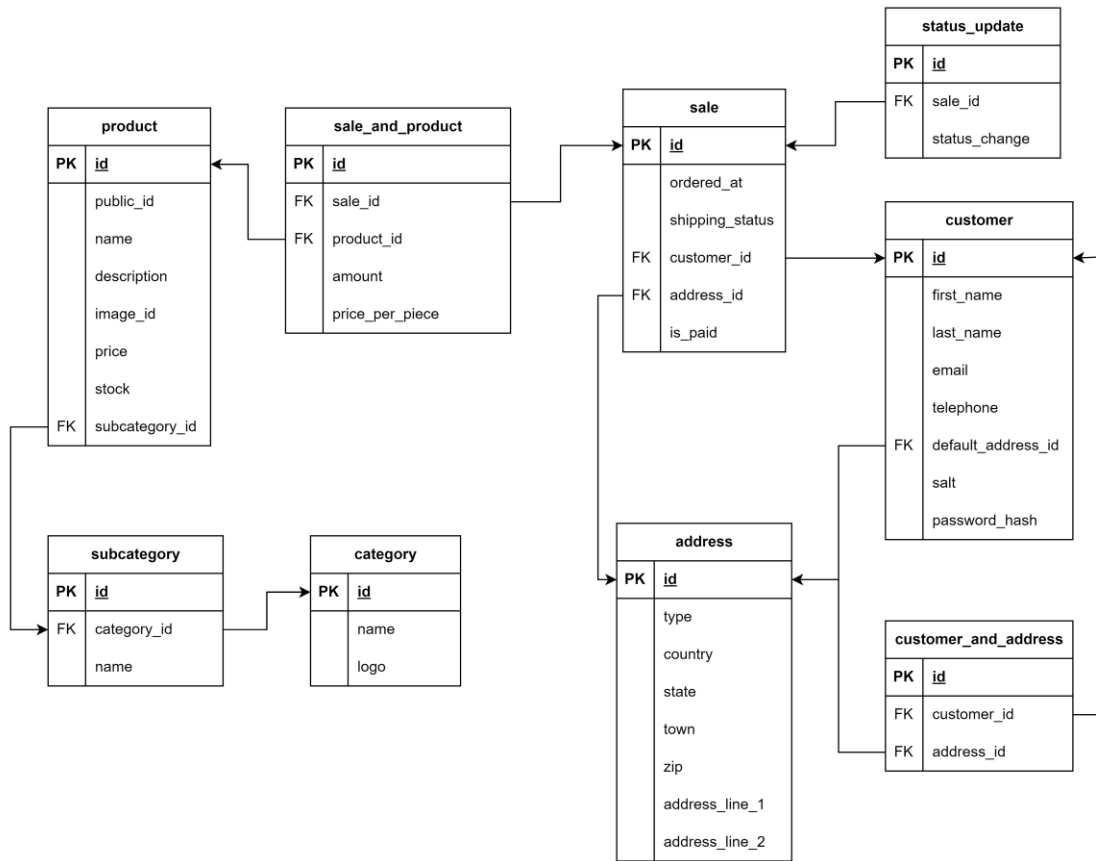 status_update
PK id
FK sale_id
status_change
sale
PK id
ordered_at
shipping_status
FK customer_id
FK address_id
is_paid
product
PK id
public_id
name
description
image_id
price
stock
FK subcategory_id
sale_and_product
PK id
FK sale_id
FK product_id
amount
price_per_piece
customer
PK id
first_name
last_name
email
telephone
FK default_address_id
salt
password_hash
subcategory
PK id
FK category_id
name
category
PK id
name
logo
address
PK id
type
country
state
town
zip
address_line_1
address_line_2
customer_and_address
PK id
FK customer_id
FK address_id